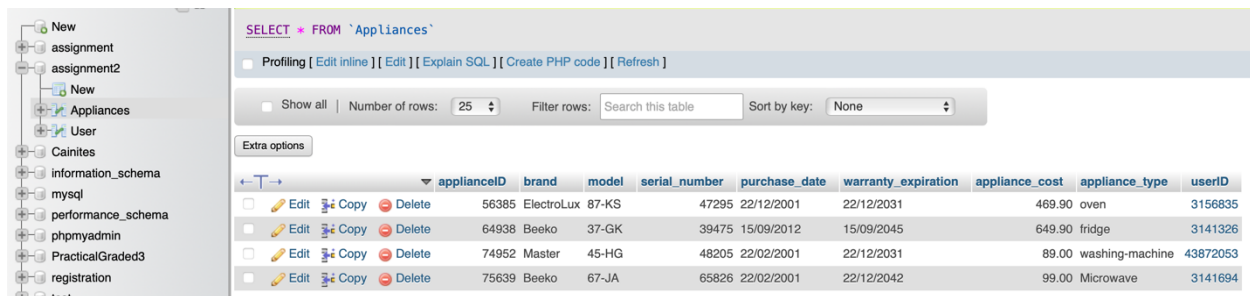 New
assignment
assignment2
New
Appliances
User
Cainites
information_schema
mysql
performance_schema
phpmyadmin
PracticalGraded3
registration
SELECT * FROM `Appliances`
Profiling [ Edit inline ] [ Edit ] [ Explain SQL ] [ Create PHP code ] [ Refresh ]
Show all | Number of rows: 25 Filter rows: Search this table Sort by key: None
Extra options
applianceID brand model serial_number purchase_date warranty_expiration appliance_cost appliance_type userID
Edit Copy Delete 56385 ElectroLux 87-KS 47295 22/12/2001 22/12/2031 469.90 oven 3156835
Edit Copy Delete 64938 Beeko 37-GK 39475 15/09/2012 15/09/2045 649.90 fridge 3141326
Edit Copy Delete 74952 Master 45-HG 48205 22/02/2001 22/12/2031 89.00 washing-machine 43872053
Edit Copy Delete 75639 Beeko 67-JA 65826 22/02/2001 22/12/2042 99.00 Microwave 3141694